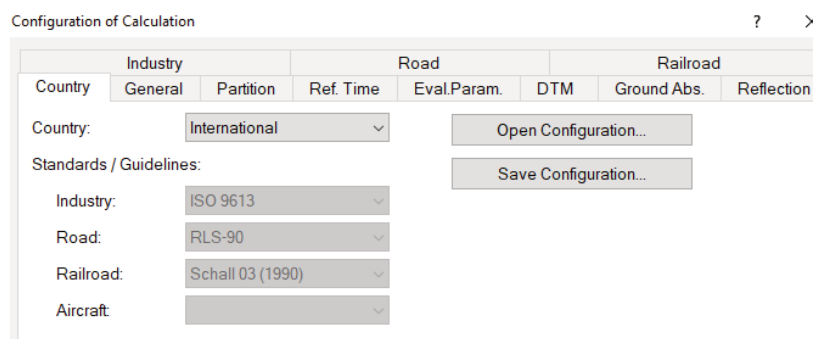 Configuration of Calculation ? X
Industry Road Railroad
Country General Partition Ref. Time Eval.Param. DTM Ground Abs. Reflection
Country: International Open Configuration...
Standards / Guidelines: Save Configuration...
Industry: ISO 9613
Road: RLS-90
Railroad: Schall 03 (1990)
Aircraft: